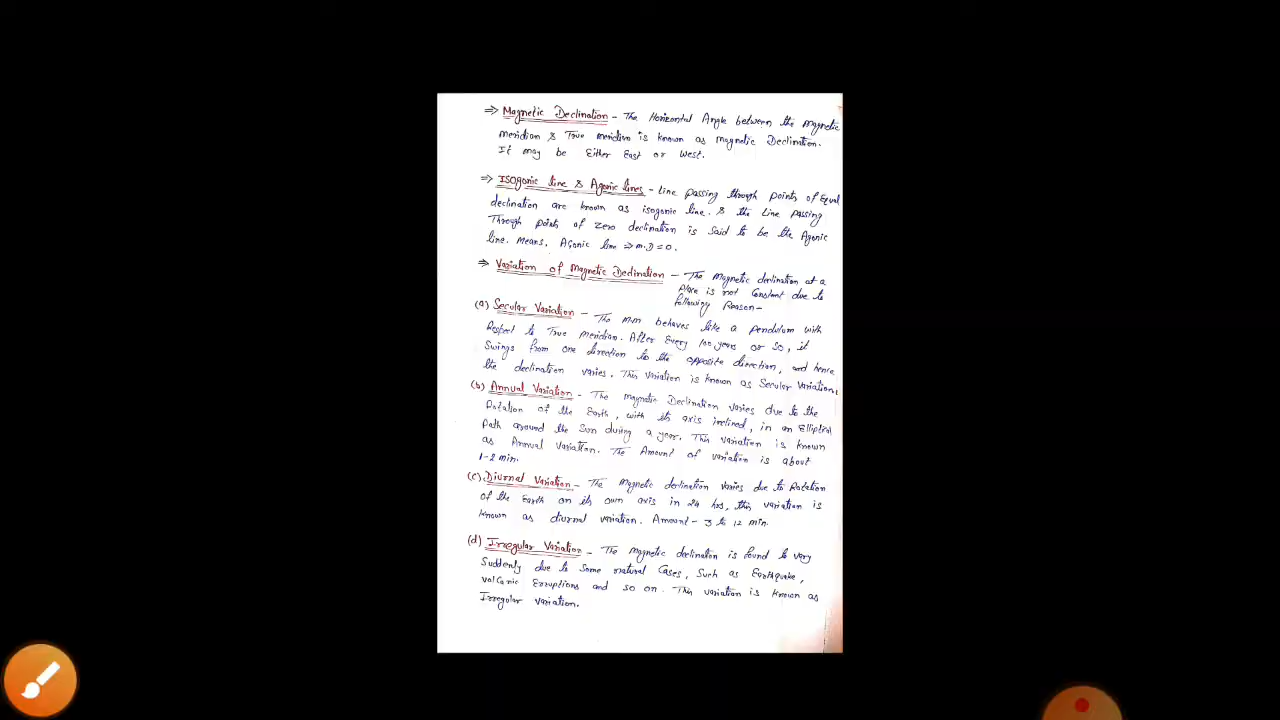 ⇒ Magnetic Declination - The Horizontal Angle between the magnetic
meridian & True meridian is known as magnetic Declination.
It may be Either East or West.
⇒ Isogonic line & Agonic lines - Line passing through points of Equal
declination are known as isogonic line. & the Line passing
Through points of zero declination is said to be the Agonic
line. Means, Agonic line ⇒ M.D = 0.
⇒ Variation of Magnetic Declination - The Magnetic declination at a
place is not Constant due to
following Reason-
(a) Secular Variation - The M.M behaves like a pendulum with
Respect to True meridian. After Every 100 years or so, it
Swings from one direction to the opposite direction, and hence
the declination varies. This variation is known as Secular Variation.
(b) Annual Variation - The Magnetic Declination varies due to the
Rotation of the Earth, with its axis inclined, in an Elliptical
Path around the Sun during a year. This variation is known
as Annual variation. The Amount of variation is about
1-2 min.
(c) Diurnal Variation - The Magnetic declination varies due to Rotation
of the Earth on its own axis in 24 hrs, this variation is
known as diurnal variation. Amount - 3 to 12 min.
(d) Irregular Variation - The magnetic declination is found to very
Suddenly due to some natural Cases, Such as Earthquake,
volcanic Erruptions and so on. This variation is known as
Irregular variation.